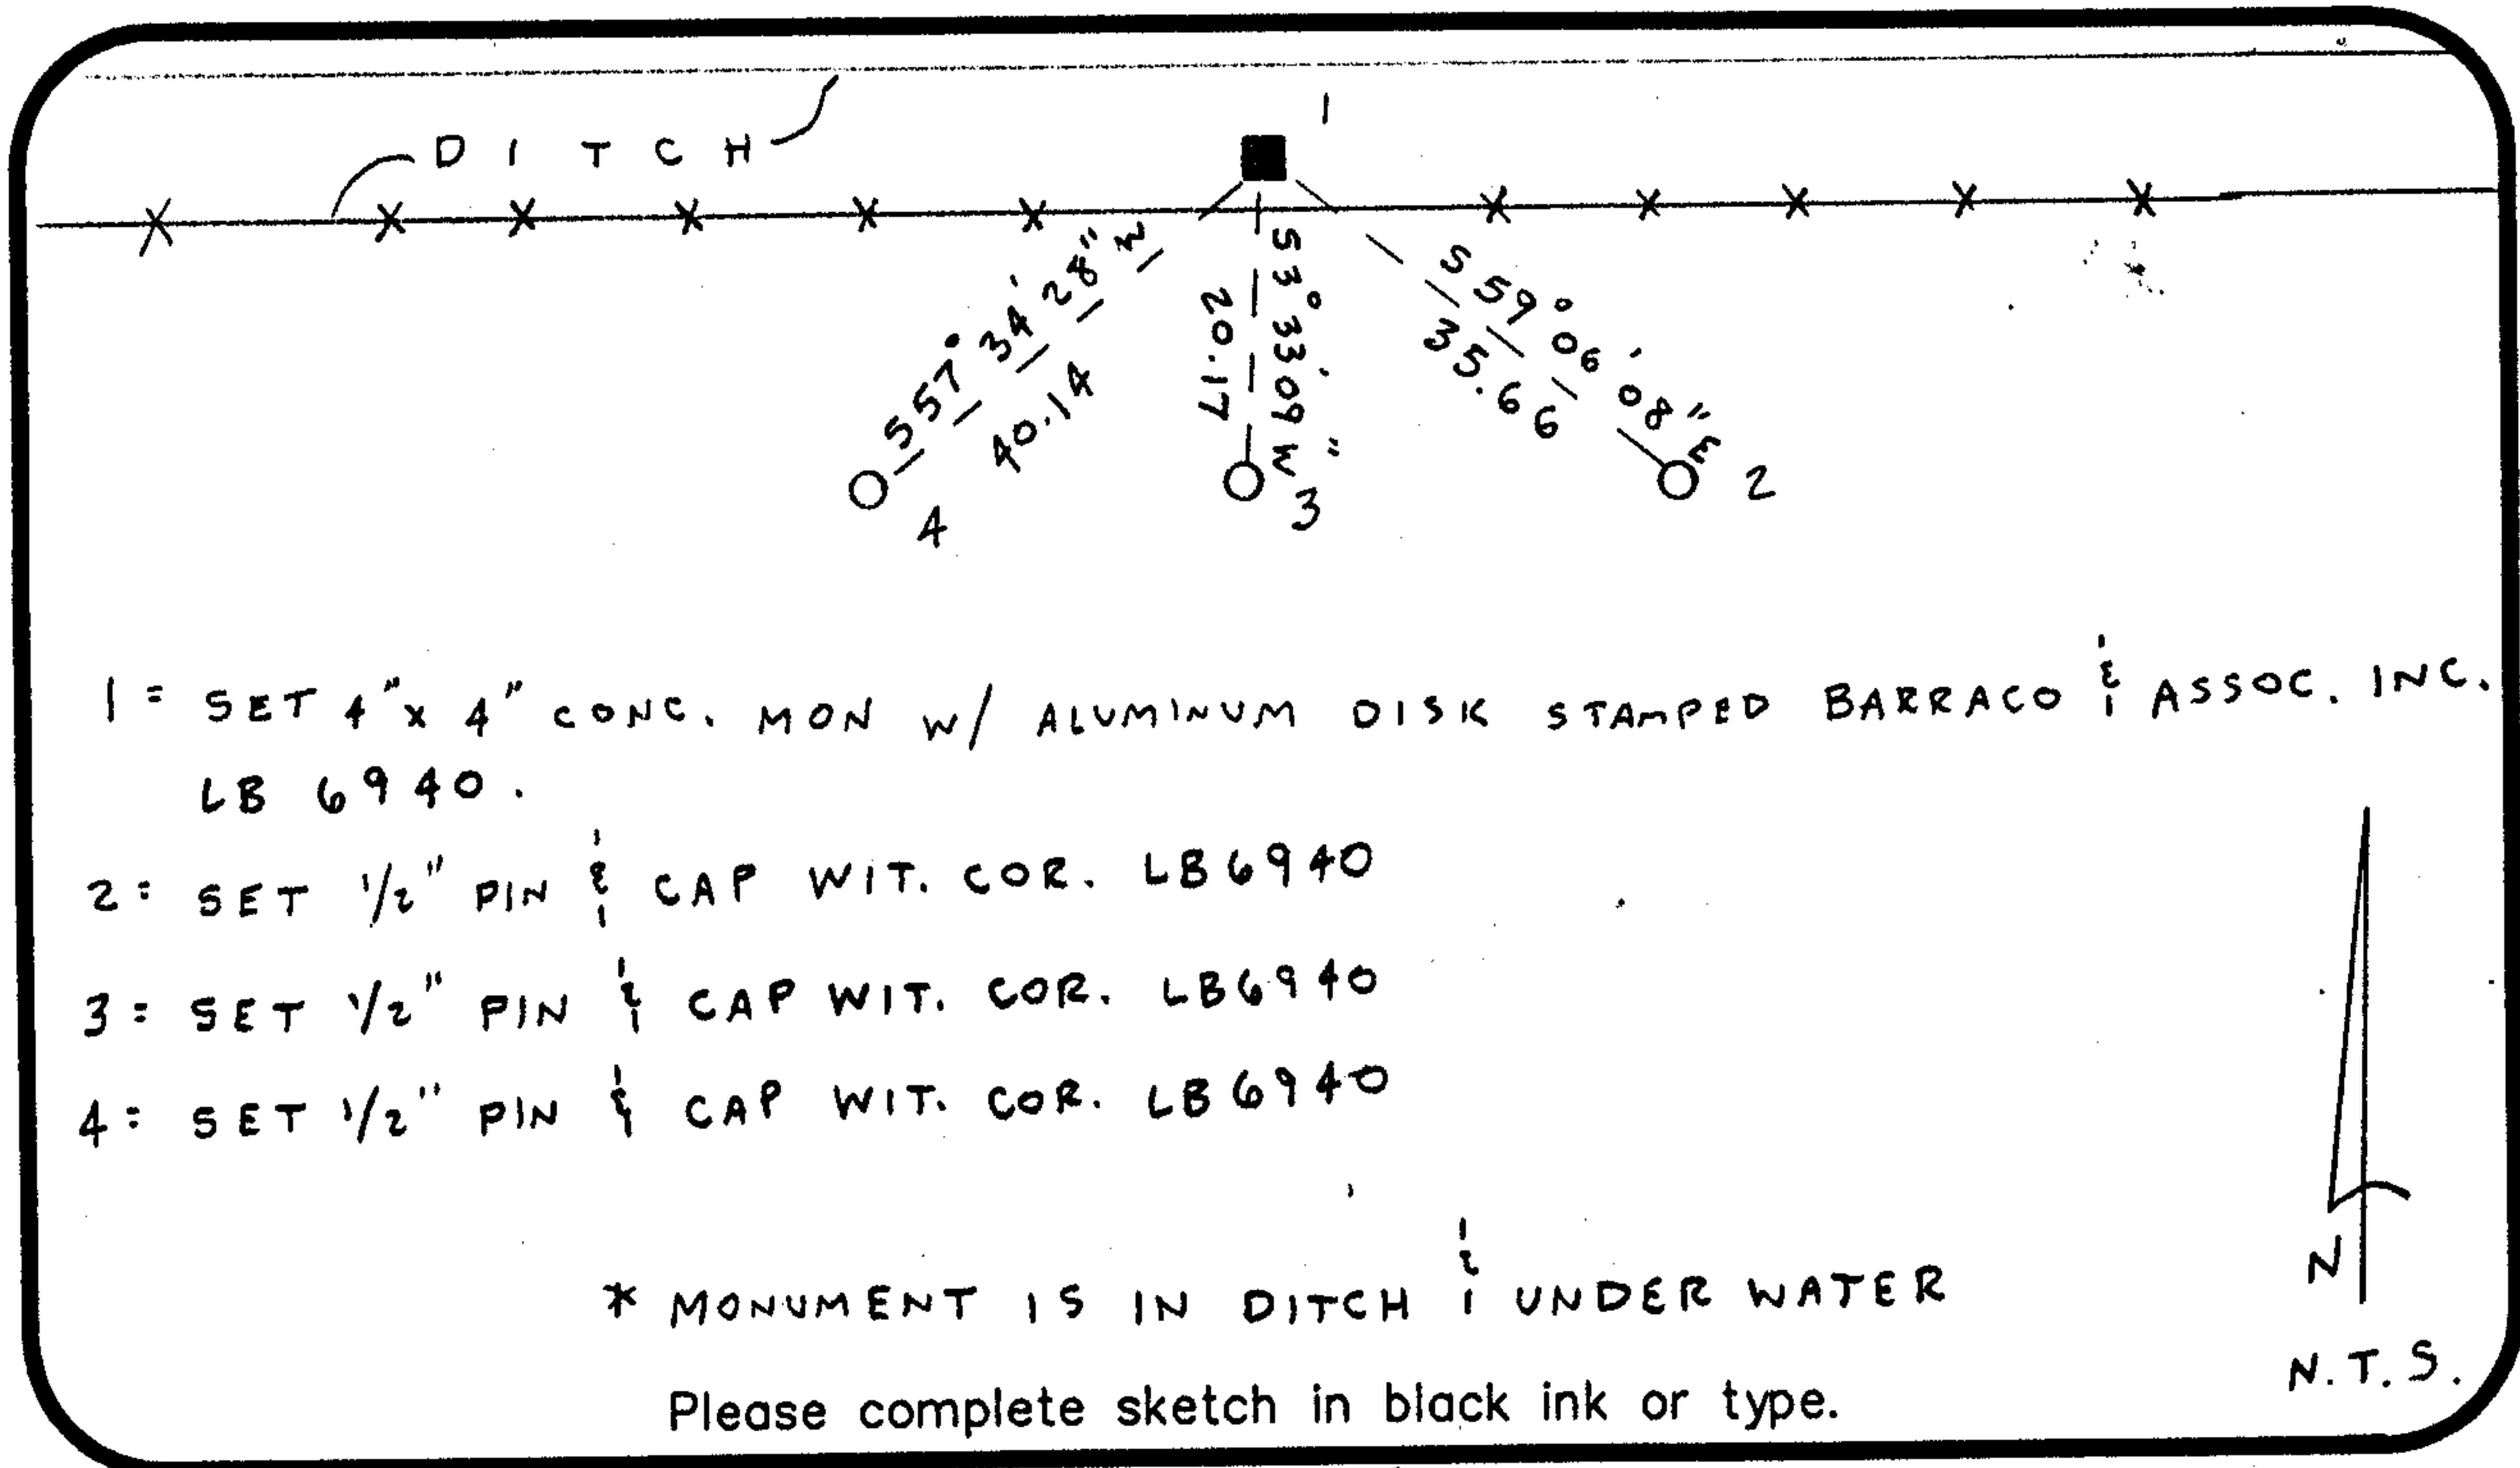 DITCH
1
S57°34'28"W
40.14
4
S3°33'09"W
20.17
3
S59°06'08"E
35.66
2
1= SET 4"x 4" CONC. MON W/ ALUMINUM DISK STAMPED BARRACO & ASSOC. INC.
LB 6940.
2= SET 1/2" PIN & CAP WIT. COR. LB6940
3= SET 1/2" PIN & CAP WIT. COR. LB6940
4= SET 1/2" PIN & CAP WIT. COR. LB6940
* MONUMENT IS IN DITCH & UNDER WATER
N
N.T.S.
Please complete sketch in black ink or type.